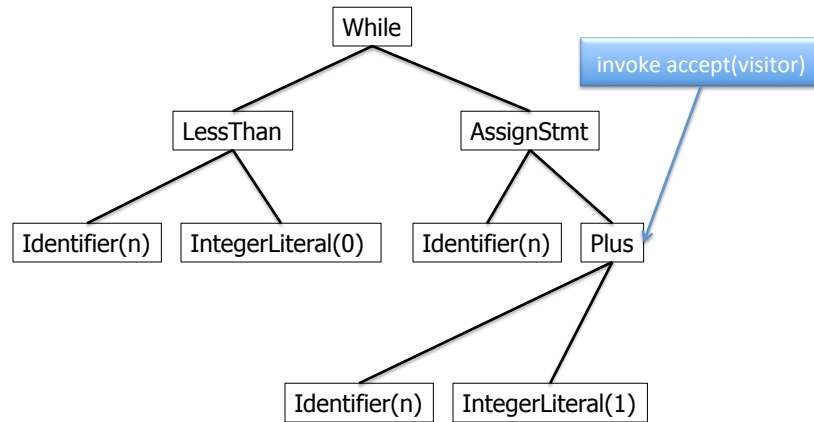 While
invoke accept(visitor)
LessThan
AssignStmt
Identifier(n)
IntegerLiteral(0)
Identifier(n)
Plus
Identifier(n)
IntegerLiteral(1)